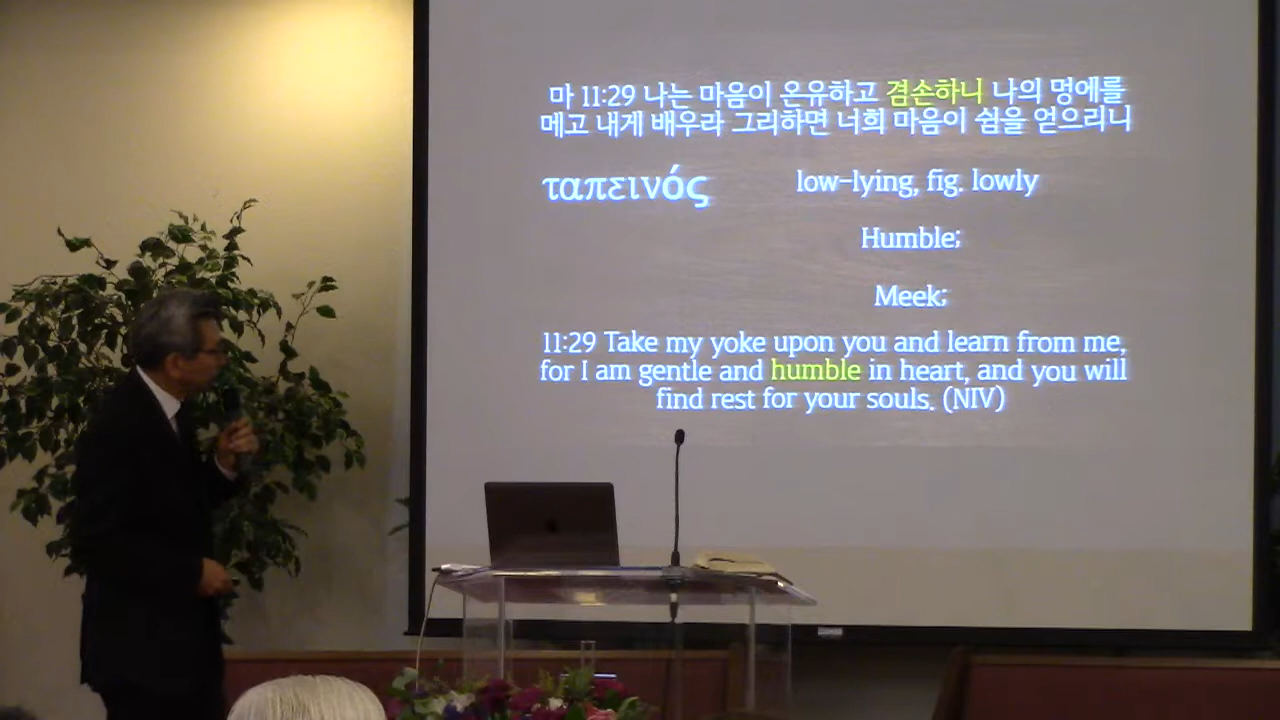 마 11:29 나는 마음이 온유하고 겸손하니 나의 멍에를
메고 내게 배우라 그리하면 너희 마음이 쉼을 얻으리니
ταπεινός low-lying, fig. lowly
Humble;
Meek;
11:29 Take my yoke upon you and learn from me,
for I am gentle and humble in heart, and you will
find rest for your souls. (NIV)